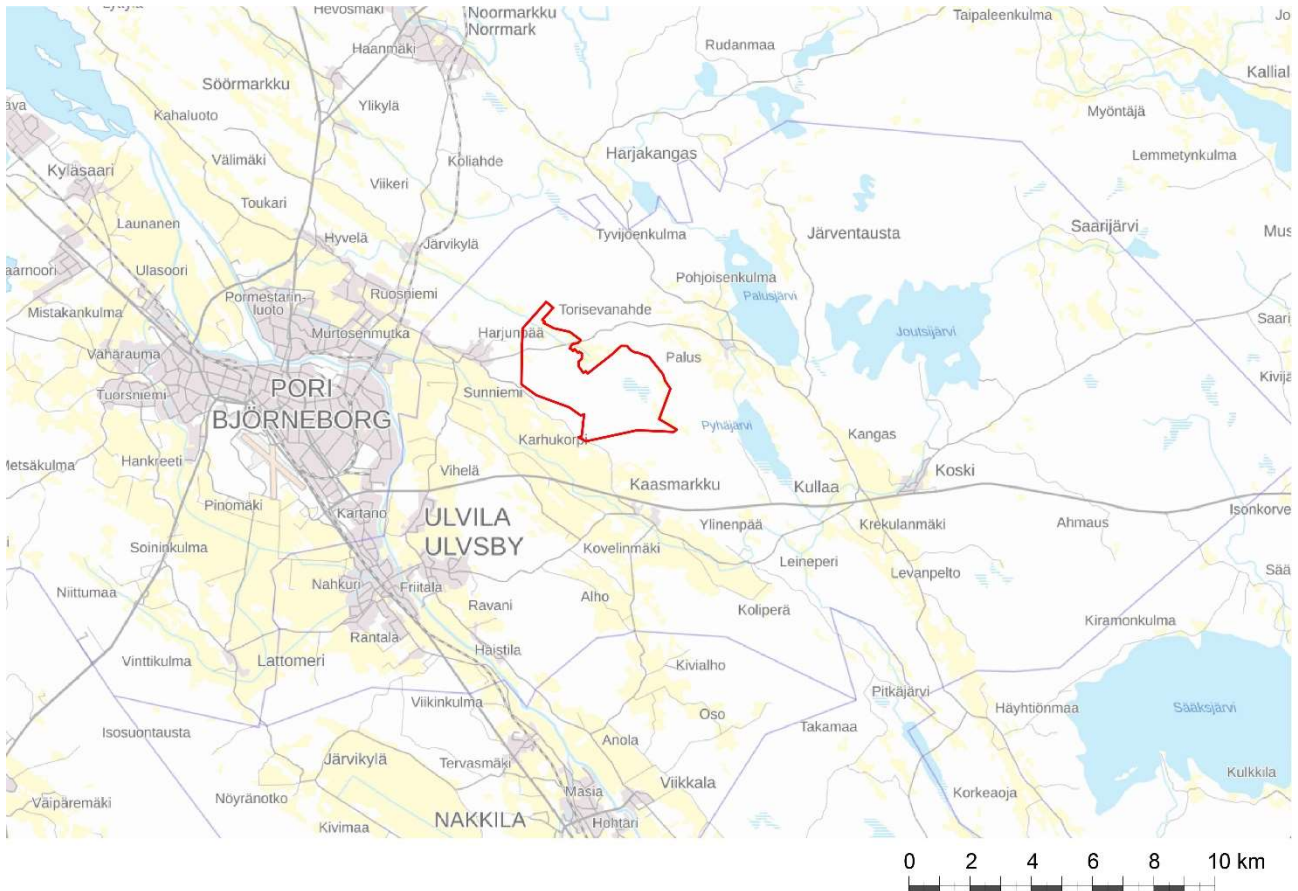 Hevosmäki
Noormarkku
Norrmark
Taipaleenkulma
Haanmäki
Rudanmaa
Söörmarkku
Ylikylä
Kahaluoto
Myöntäjä
Kyläsaari
Välimäki
Koliahde
Harjakangas
Lemmetynkulma
Viikeri
Toukari
Launanen
Hyvelä
Järvikylä
Tyvijoenkulma
Järventausta
Saarijärvi
Ulasoori
Pohjoisenkulma
Pormestarin-
luoto
Ruosniemi
Palusjärvi
Mistakankulma
Torisevanahde
Murtosenmutka
Harjunpää
Joutsijärvi
Vaharauma
Palus
PORI
BJÖRNEBORG
Sunniemi
Tuorsniemi
Pyhäjärvi
Kangas
Karhukorpi
Hankreeti
Vihelä
Koski
Kaasmarkku
Kullaa
Pinomäki
Kartano
ULVILA
ULVSBY
Ylinenpää
Krekulanmäki
Ahmaus
Soininkulma
Kovelinmäki
Leineperi
Levanpelto
Nahkuri
Friitala
Niittumaa
Alho
Ravani
Koliperä
Kiramonkulma
Rantala
Haistila
Vinttikulma
Lattomeri
Kivialho
Pitkäjärvi
Viikinkulma
Häyhtiönmaa
Sääksjärvi
Oso
Takamaa
Isosuontausta
Anola
Järvikylä
Tervasmäki
Viikkala
Kulkkila
Väipäremäki
Nöyränotko
Masia
Korkeaoja
Kivimaa
NAKKILA
Hohtari
0 2 4 6 8 10 km